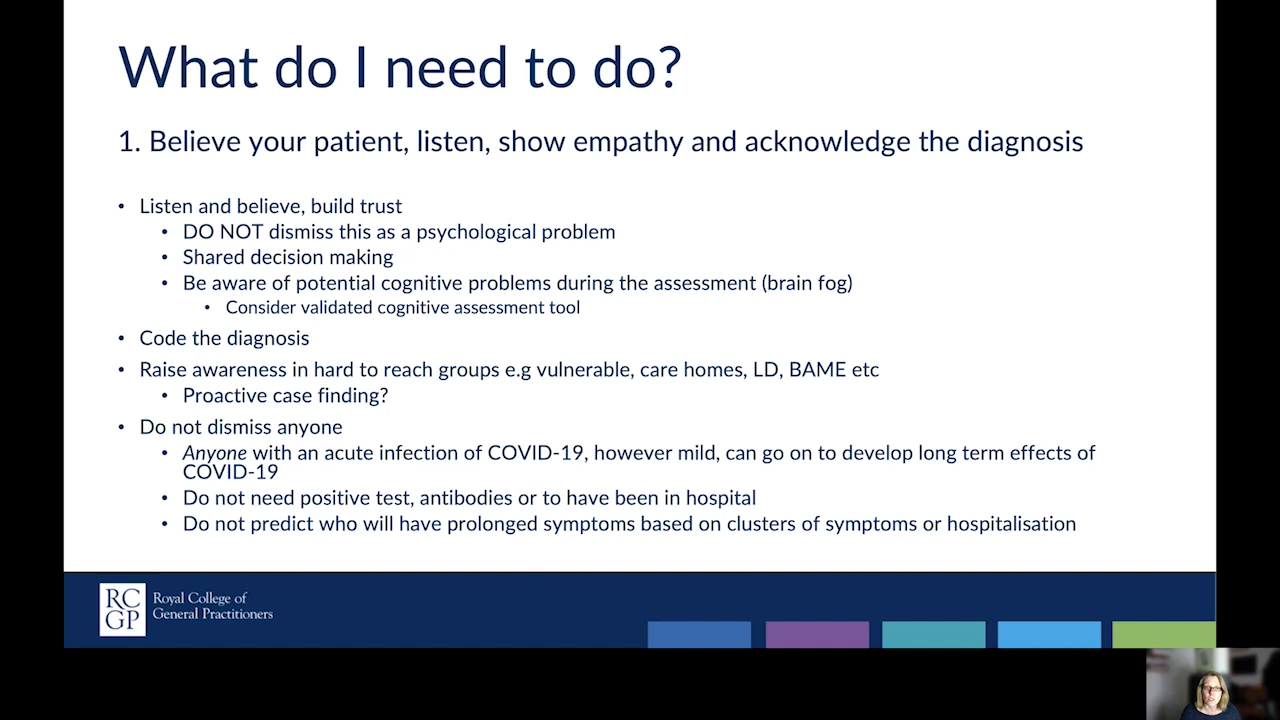 What do I need to do?
1. Believe your patient, listen, show empathy and acknowledge the diagnosis
• Listen and believe, build trust
• DO NOT dismiss this as a psychological problem
• Shared decision making
• Be aware of potential cognitive problems during the assessment (brain fog)
• Consider validated cognitive assessment tool
• Code the diagnosis
• Raise awareness in hard to reach groups e.g vulnerable, care homes, LD, BAME etc
• Proactive case finding?
• Do not dismiss anyone
• Anyone with an acute infection of COVID-19, however mild, can go on to develop long term effects of
COVID-19
• Do not need positive test, antibodies or to have been in hospital
• Do not predict who will have prolonged symptoms based on clusters of symptoms or hospitalisation
RC
GP
Royal College of
General Practitioners